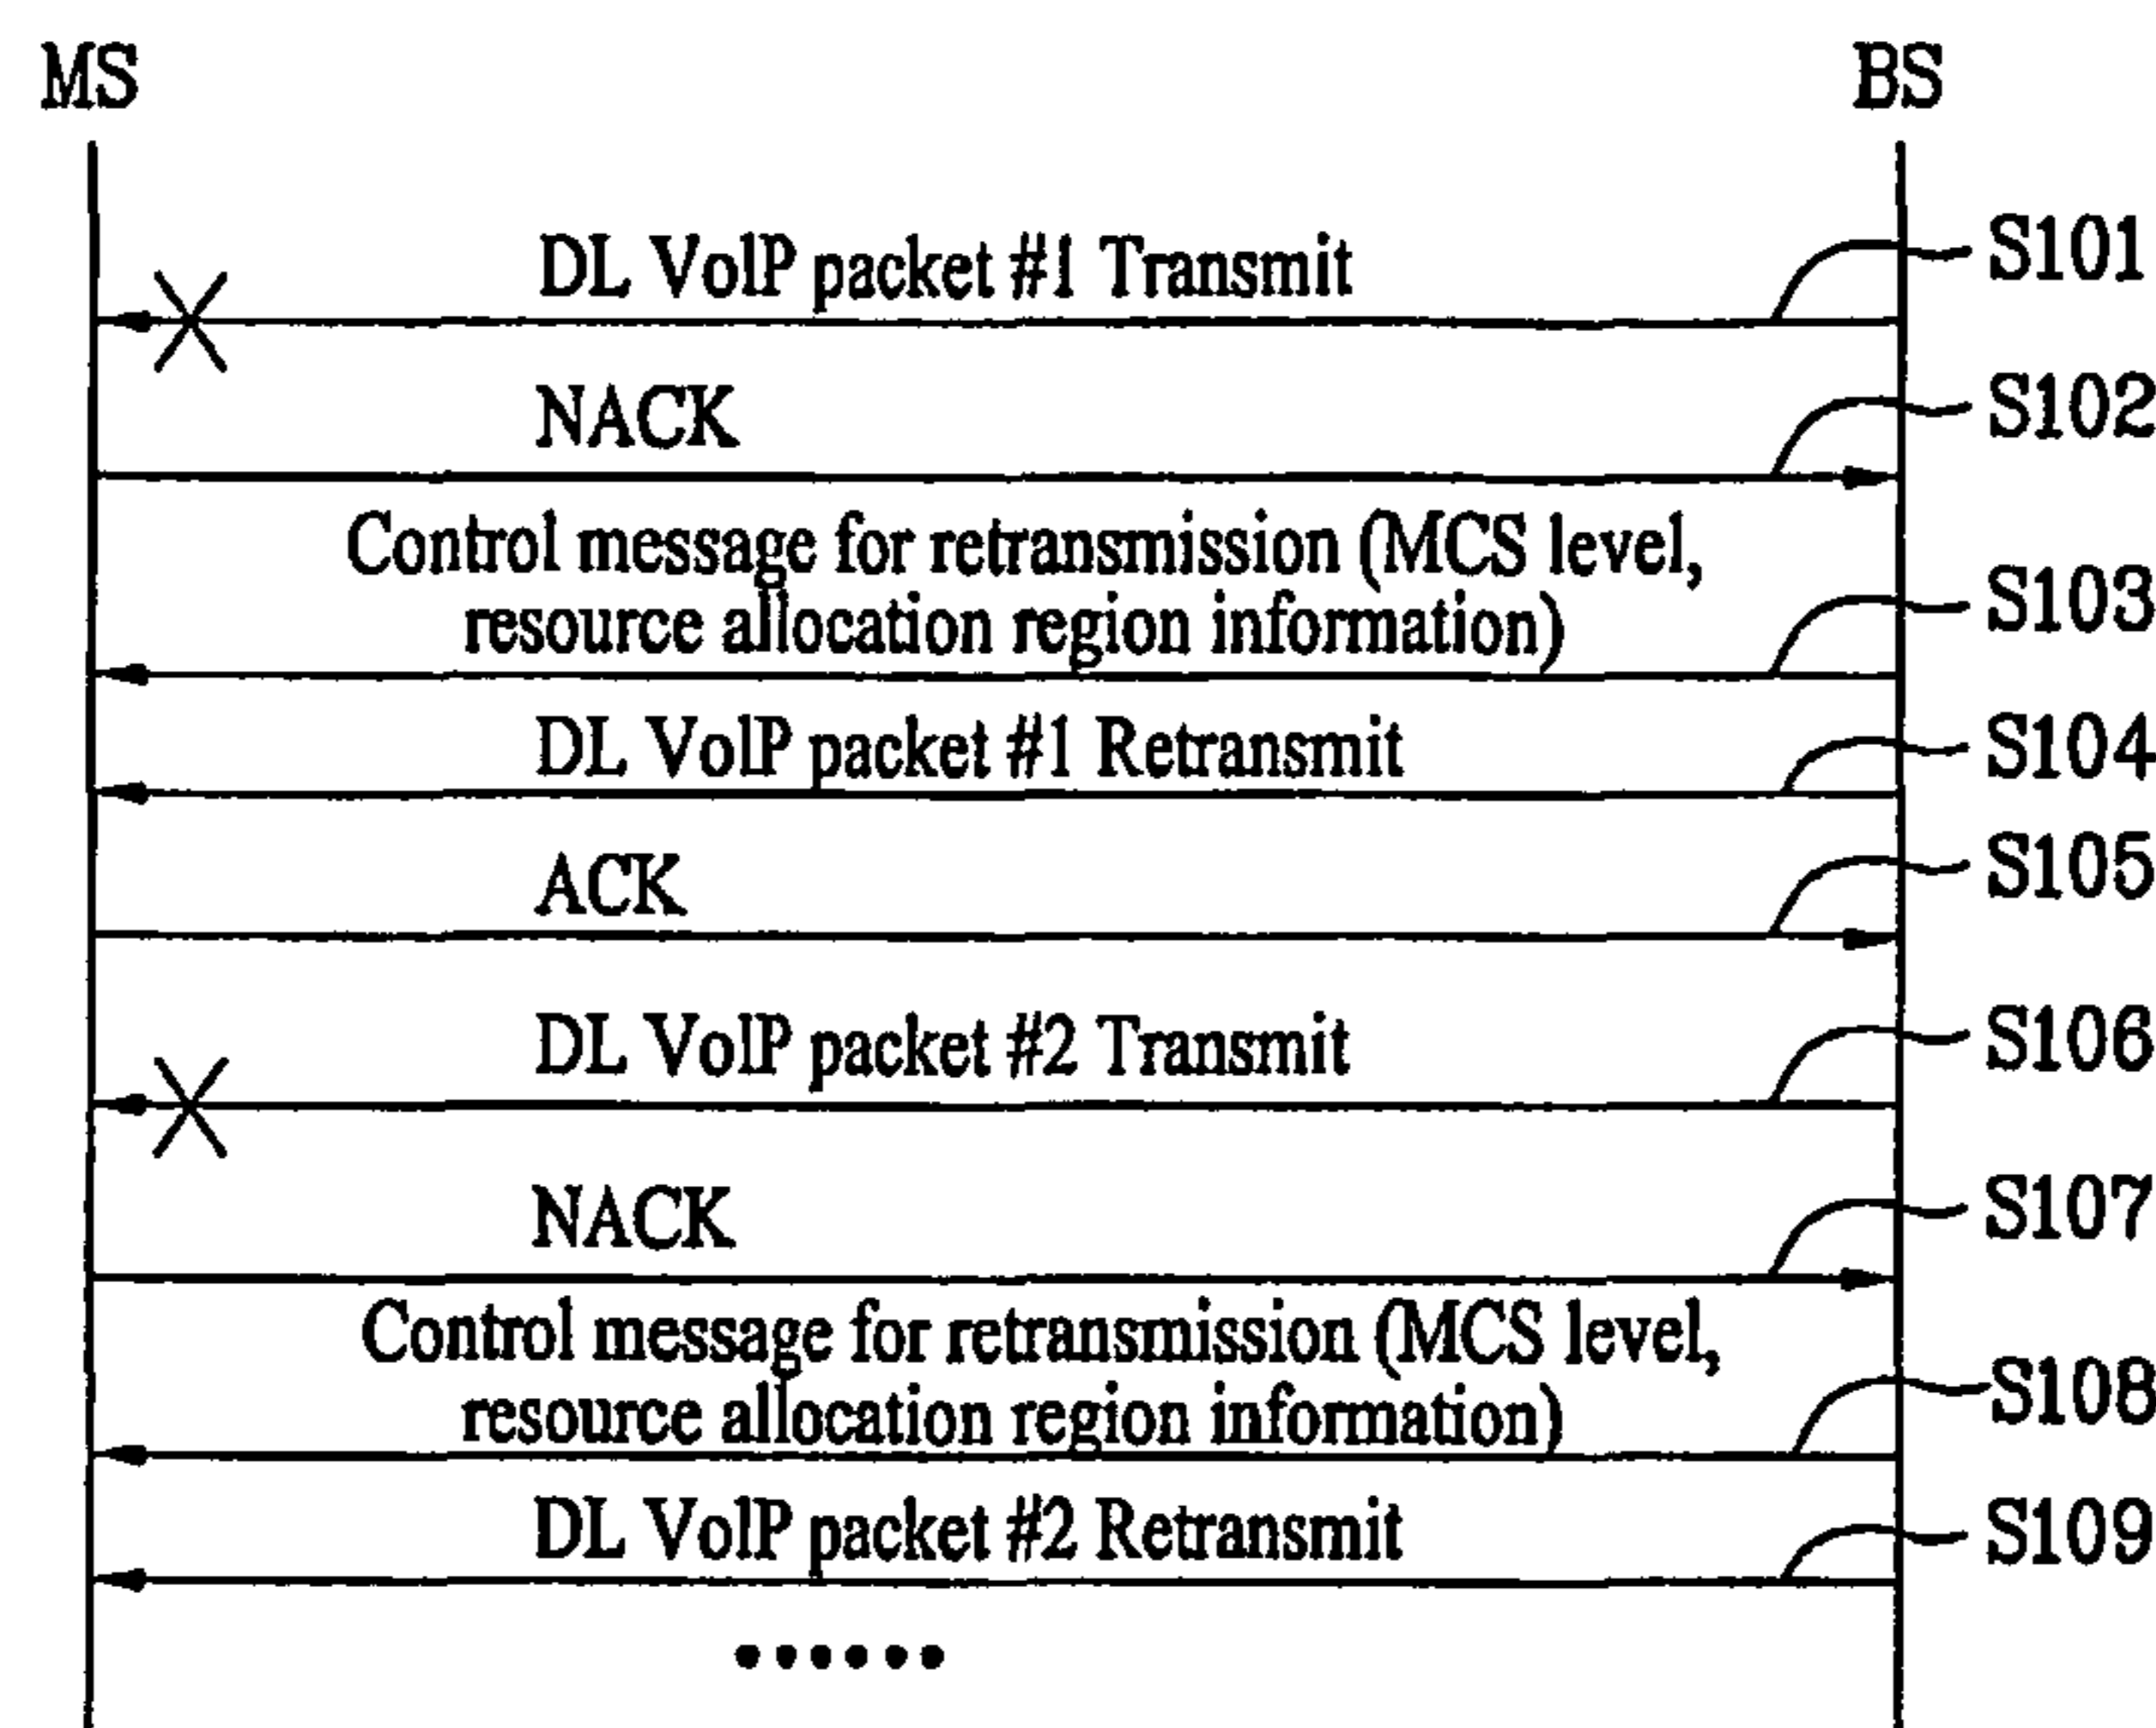 MS
BS
DL VoIP packet #1 Transmit
S101
NACK
S102
Control message for retransmission (MCS level,
resource allocation region information)
S103
DL VoIP packet #1 Retransmit
S104
ACK
S105
DL VoIP packet #2 Transmit
S106
NACK
S107
Control message for retransmission (MCS level,
resource allocation region information)
S108
DL VoIP packet #2 Retransmit
S109
......